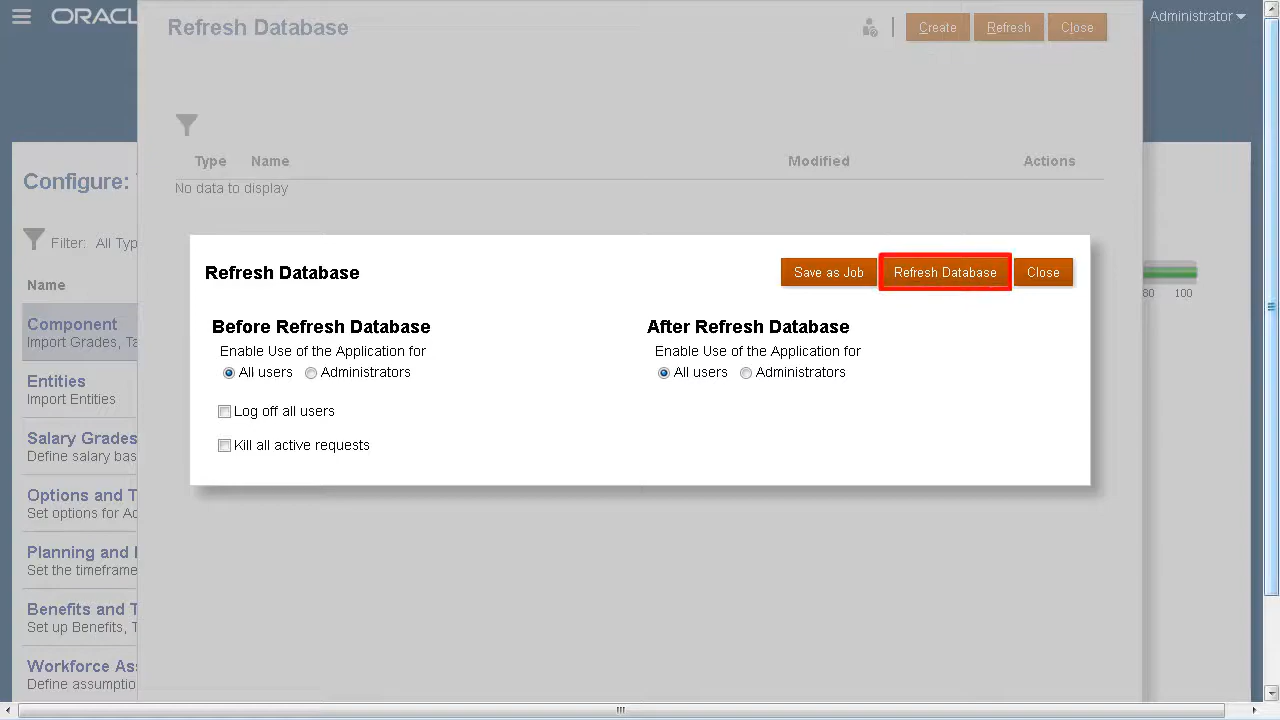 ORACL
Administrator
Refresh Database
Create
Refresh
Close
Type
Name
Modified
Actions
No data to display
Configure:
Filter: All Typ
Name
Component
Import Grades, Ta
Entities
Import Entities
Salary Grades
Define salary bas
Options and T
Set options for Ad
Planning and
Set the timeframe
Benefits and T
Set up Benefits, T
Workforce Ass
Define assumptio
80
100
Refresh Database
Save as Job
Refresh Database
Close
Before Refresh Database
Enable Use of the Application for
All users
Administrators
Log off all users
Kill all active requests
After Refresh Database
Enable Use of the Application for
All users
Administrators